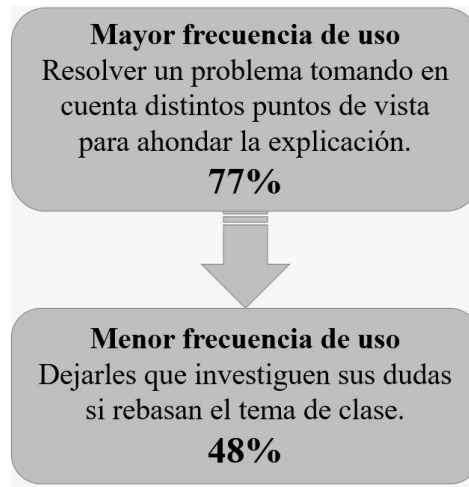 Mayor frecuencia de uso
Resolver un problema tomando en
cuenta distintos puntos de vista
para ahondar la explicación.
77%
Menor frecuencia de uso
Dejarles que investiguen sus dudas
si rebasan el tema de clase.
48%